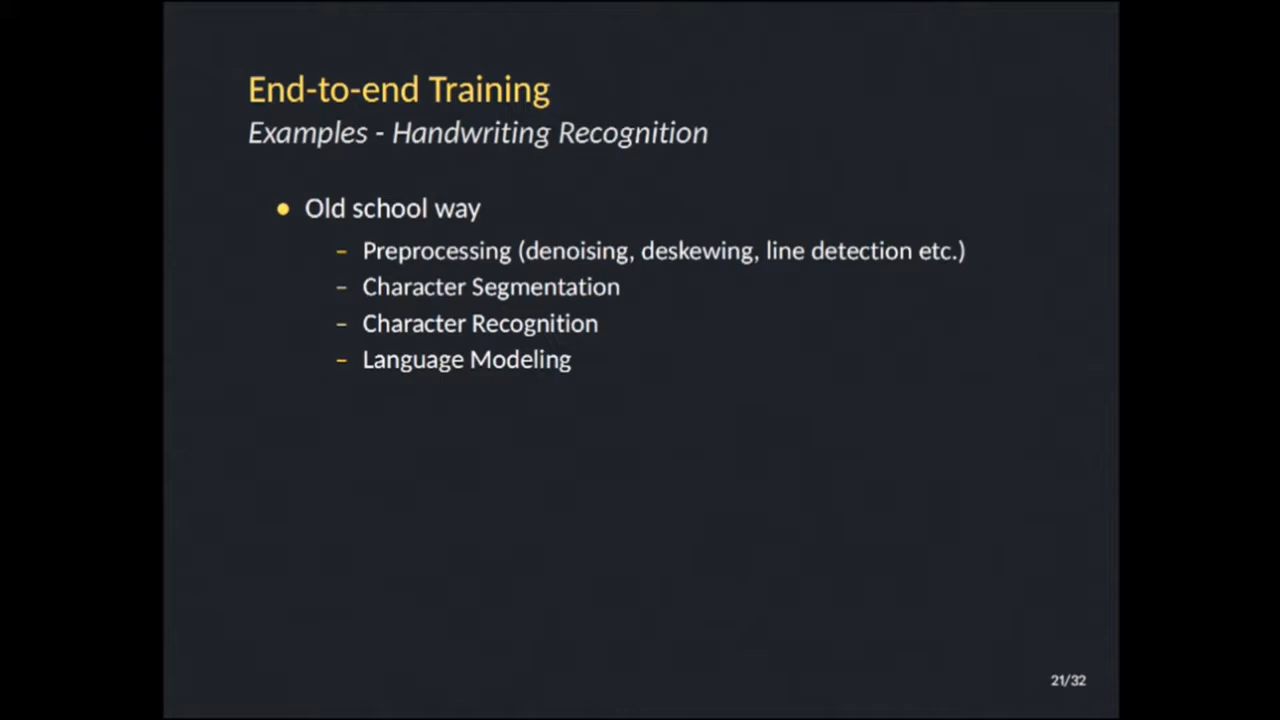 End-to-end Training
Examples - Handwriting Recognition
● Old school way
– Preprocessing (denoising, deskewing, line detection etc.)
– Character Segmentation
– Character Recognition
– Language Modeling
21/32